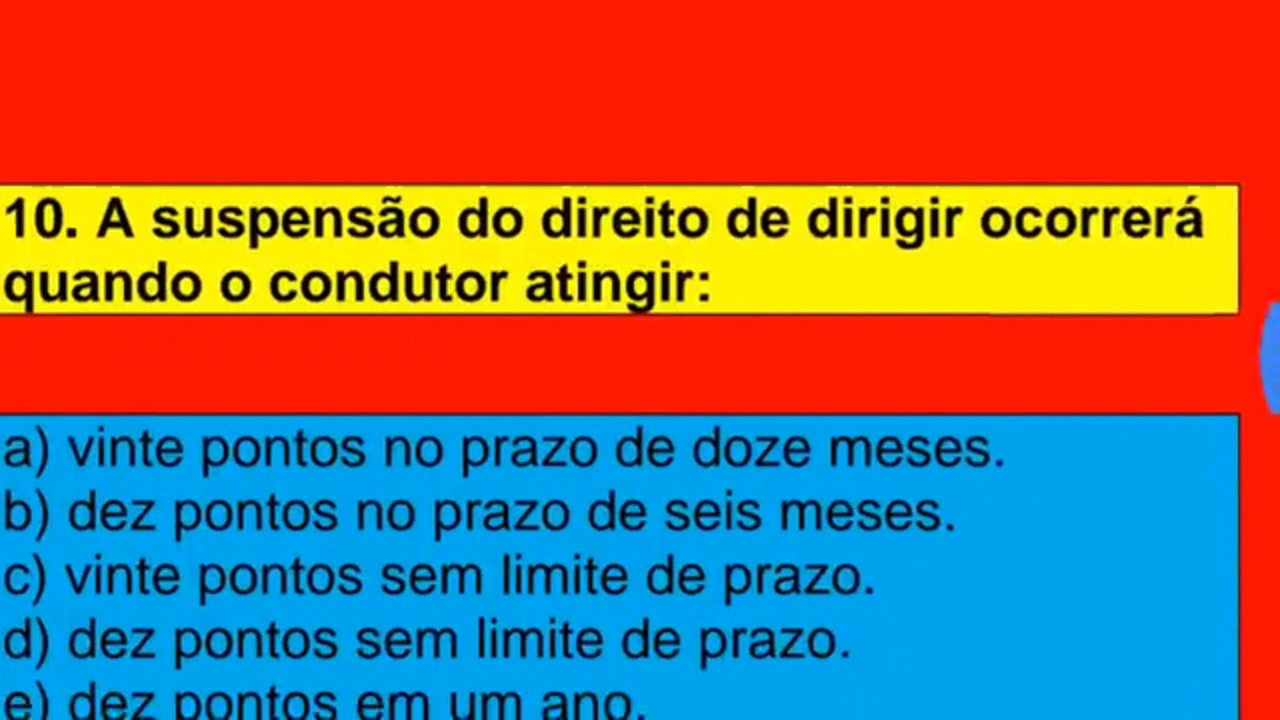 10. A suspensão do direito de dirigir ocorrerá
quando o condutor atingir:
a) vinte pontos no prazo de doze meses.
b) dez pontos no prazo de seis meses.
c) vinte pontos sem limite de prazo.
d) dez pontos sem limite de prazo.
e) dez pontos em um ano.